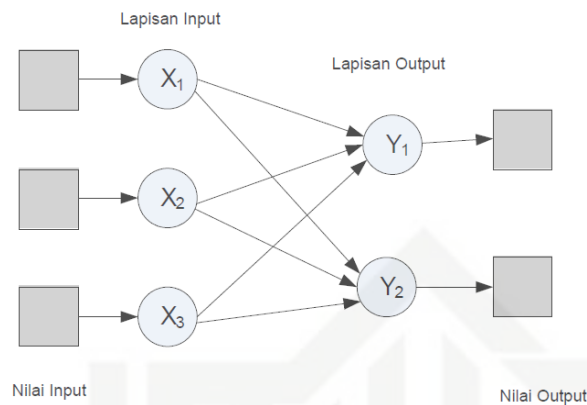 Lapisan Input
Lapisan Output
X₁
Y₁
X₂
Y₂
X₃
Nilai Input
Nilai Output